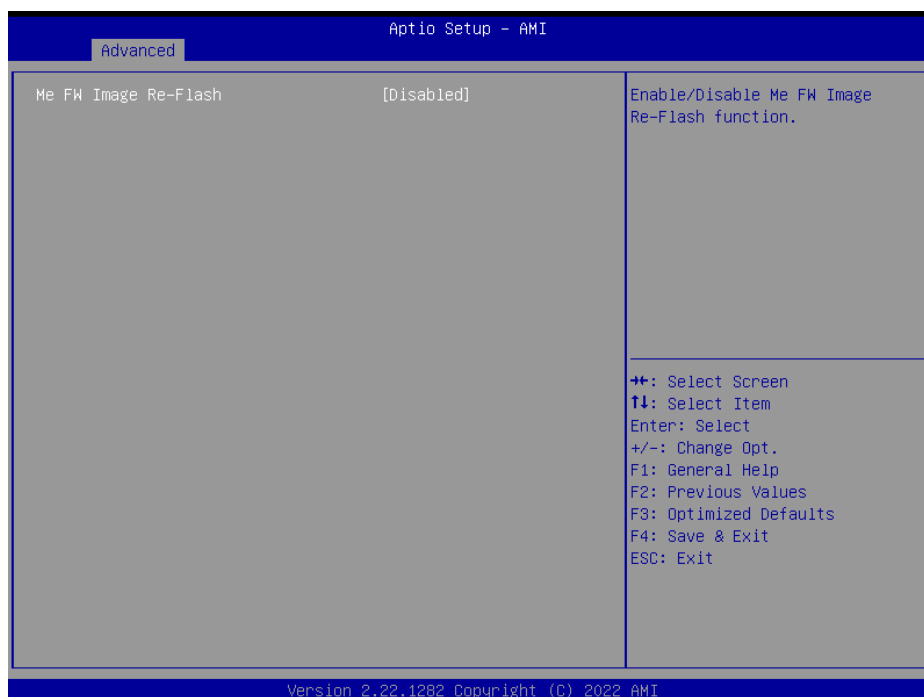 Aptio Setup – AMI
Advanced
Me FW Image Re-Flash [Disabled]
Enable/Disable Me FW Image
Re-Flash function.
→←: Select Screen
↑↓: Select Item
Enter: Select
+/-: Change Opt.
F1: General Help
F2: Previous Values
F3: Optimized Defaults
F4: Save & Exit
ESC: Exit
Version 2.22.1282 Copyright (C) 2022 AMI